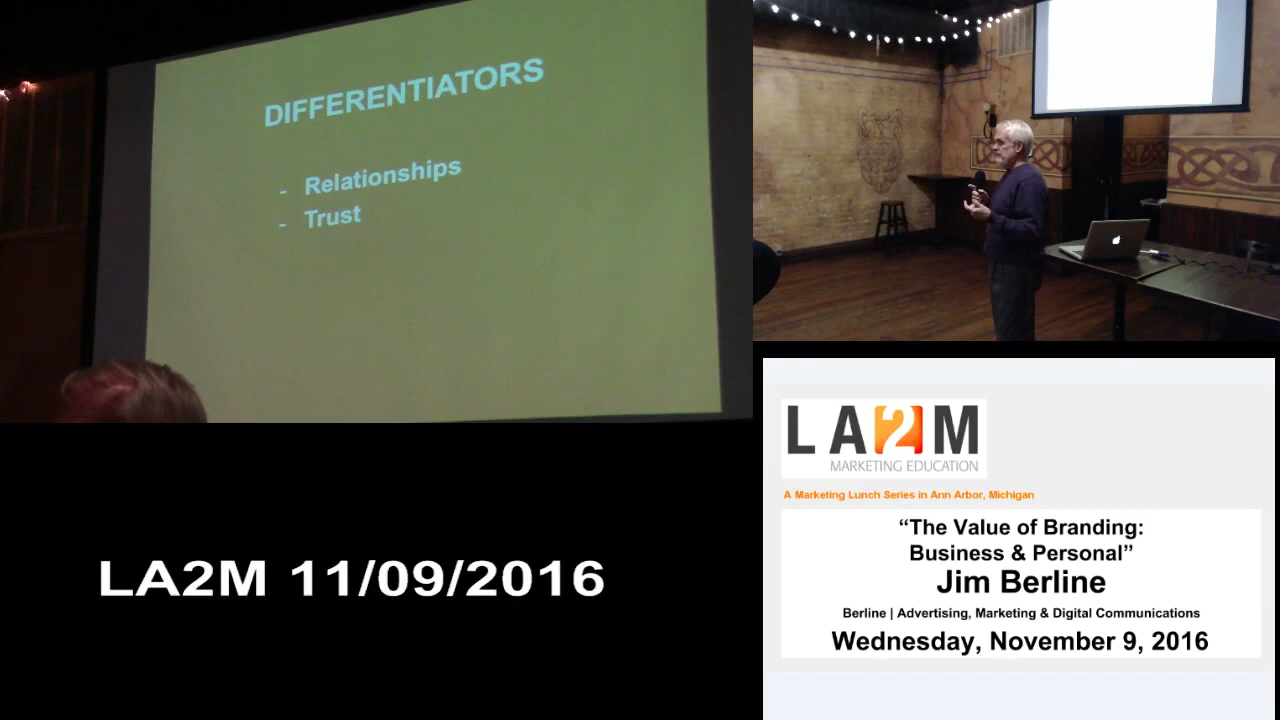 DIFFERENTIATORS
- Relationships
- Trust
LA2M 11/09/2016
LA2M
MARKETING EDUCATION
A Marketing Lunch Series in Ann Arbor, Michigan
“The Value of Branding:
Business & Personal”
Jim Berline
Berline | Advertising, Marketing & Digital Communications
Wednesday, November 9, 2016